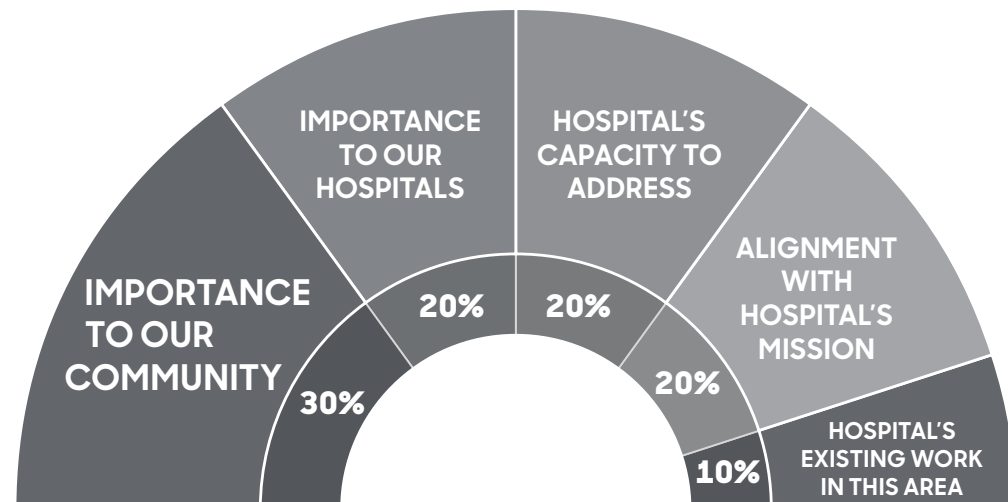 IMPORTANCE
TO OUR
COMMUNITY
30%
IMPORTANCE
TO OUR
HOSPITALS
20%
HOSPITAL'S
CAPACITY TO
ADDRESS
20%
ALIGNMENT
WITH
HOSPITAL'S
MISSION
20%
HOSPITAL'S
EXISTING WORK
IN THIS AREA
10%